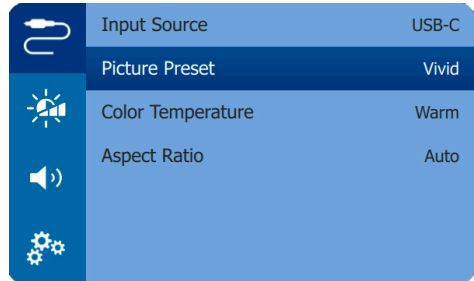 Input Source USB-C
Picture Preset Vivid
Color Temperature Warm
Aspect Ratio Auto